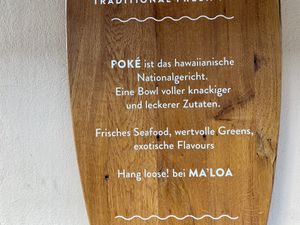 TRADITIONAL FRESH
POKÉ ist das hawaiianische
Nationalgericht.
Eine Bowl voller knackiger
und leckerer Zutaten.
Frisches Seafood, wertvolle Greens,
exotische Flavours
Hang loose! bei MA'LOA